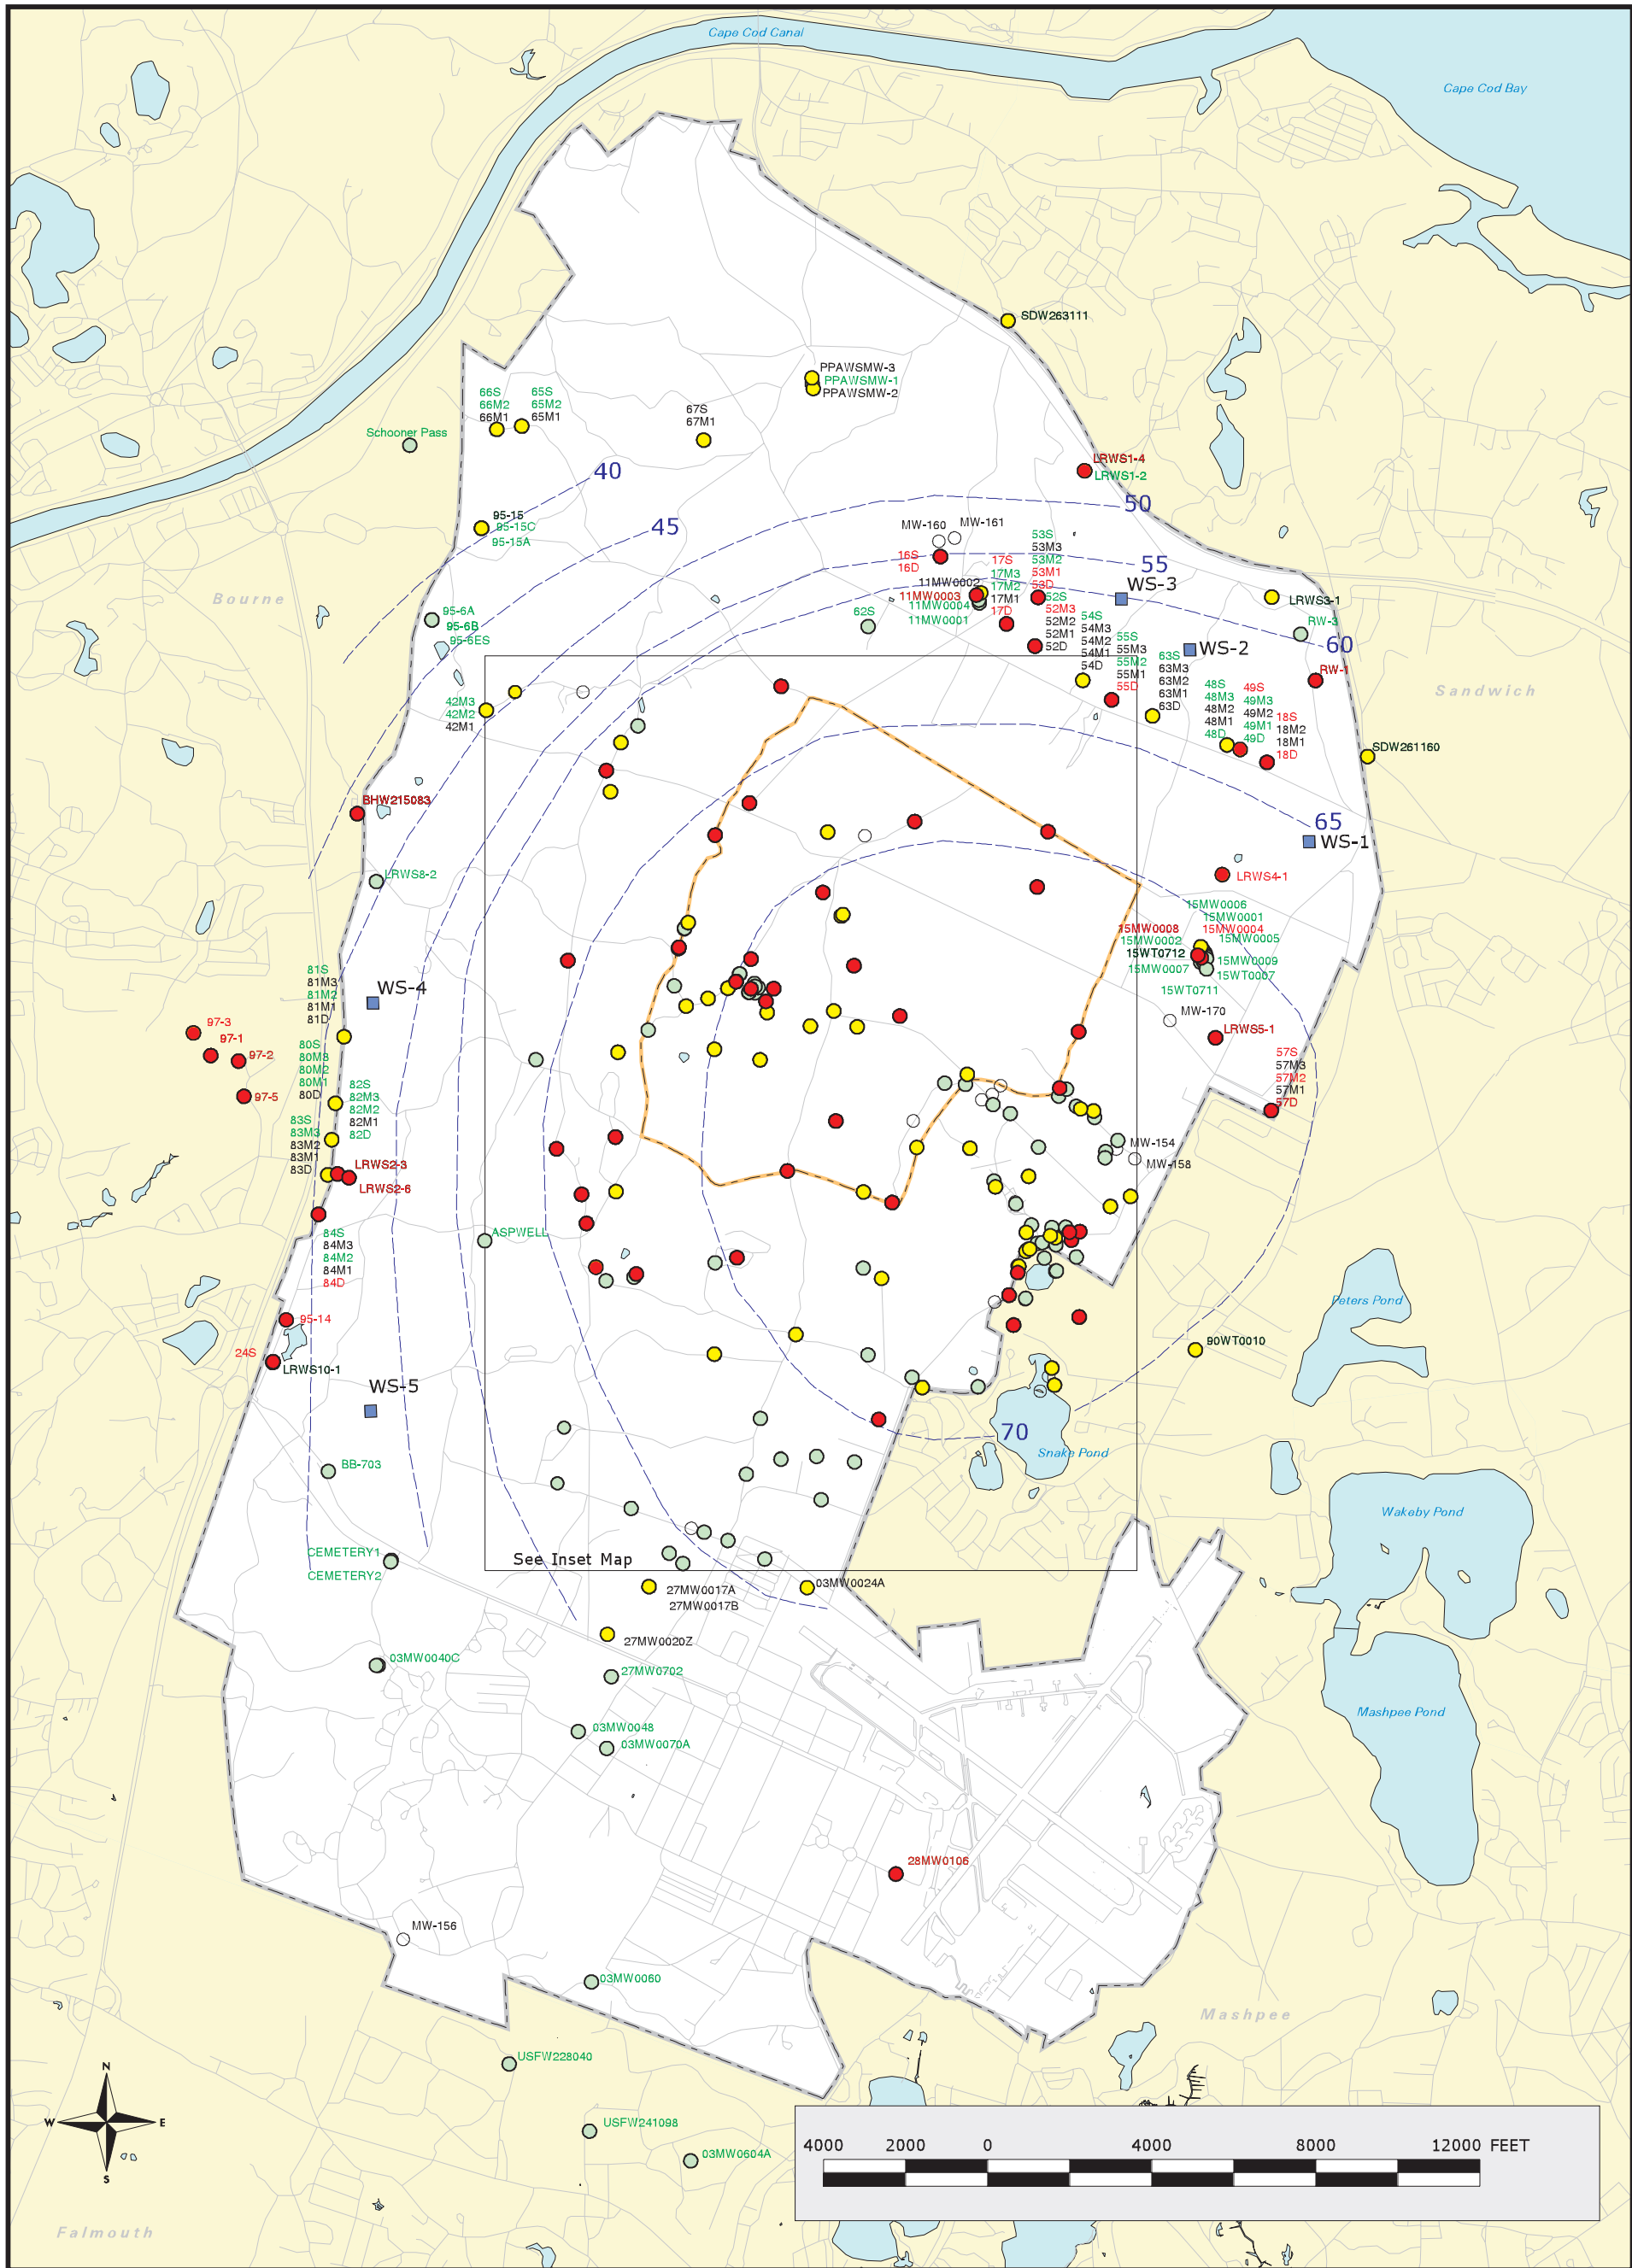 Cape Cod Canal
Cape Cod Bay
SDW263111
PPAWSMW-3
PPAWSMW-1
PPAWSMW-2
66S
66M2
66M1
65S
65M2
65M1
67S
67M1
Schooner Pass
LRWS1-4
LRWS1-2
40
45
50
95-15
95-15C
95-15A
MW-160
MW-161
16S
16D
53S
53M3
53M2
53M1
53D
55
WS-3
17S
17M3
17M2
17M1
17D
11MW0002
11MW0003
11MW0004
11MW0001
52S
52M3
52M2
52M1
52D
LRWS3-1
RW-3
60
Bourne
95-6A
95-6B
95-6ES
62S
54S
54M3
54M2
54M1
54D
55S
55M3
55M2
55M1
55D
WS-2
63S
63M3
63M2
63M1
63D
RW-1
Sandwich
48S
48M3
48M2
48M1
48D
49S
49M3
49M2
49M1
49D
18S
18M2
18M1
18D
42M3
42M2
42M1
SDW261160
BHW215083
65
WS-1
LRWS8-2
LRWS4-1
15MW0006
15MW0001
15MW0008
15MW0004
15MW0002
15MW0005
15WT0712
15MW0009
15MW0007
15WT0007
15WT0711
81S
81M3
81M2
81M1
81D
WS-4
MW-170
97-3
97-1
97-2
97-5
LRWS5-1
80S
80M3
80M2
80M1
80D
57S
57M3
57M2
57M1
57D
82S
82M3
82M2
82M1
82D
83S
83M3
83M2
83M1
83D
MW-154
MW-158
LRWS2-3
LRWS2-6
84S
84M3
84M2
84M1
84D
ASPWELL
Peters Pond
95-14
90WT0010
24S
LRWS10-1
WS-5
70
Snake Pond
BB-703
Wakeby Pond
See Inset Map
CEMETERY1
CEMETERY2
27MW0017A
27MW0017B
03MW0024A
27MW0020Z
03MW0040C
27MW0702
Mashpee Pond
03MW0048
03MW0070A
28MW0106
MW-156
03MW0060
Mashpee
USFW228040
N
W
E
S
USFW241098
03MW0604A
4000 2000 0 4000 8000 12000 FEET
Falmouth